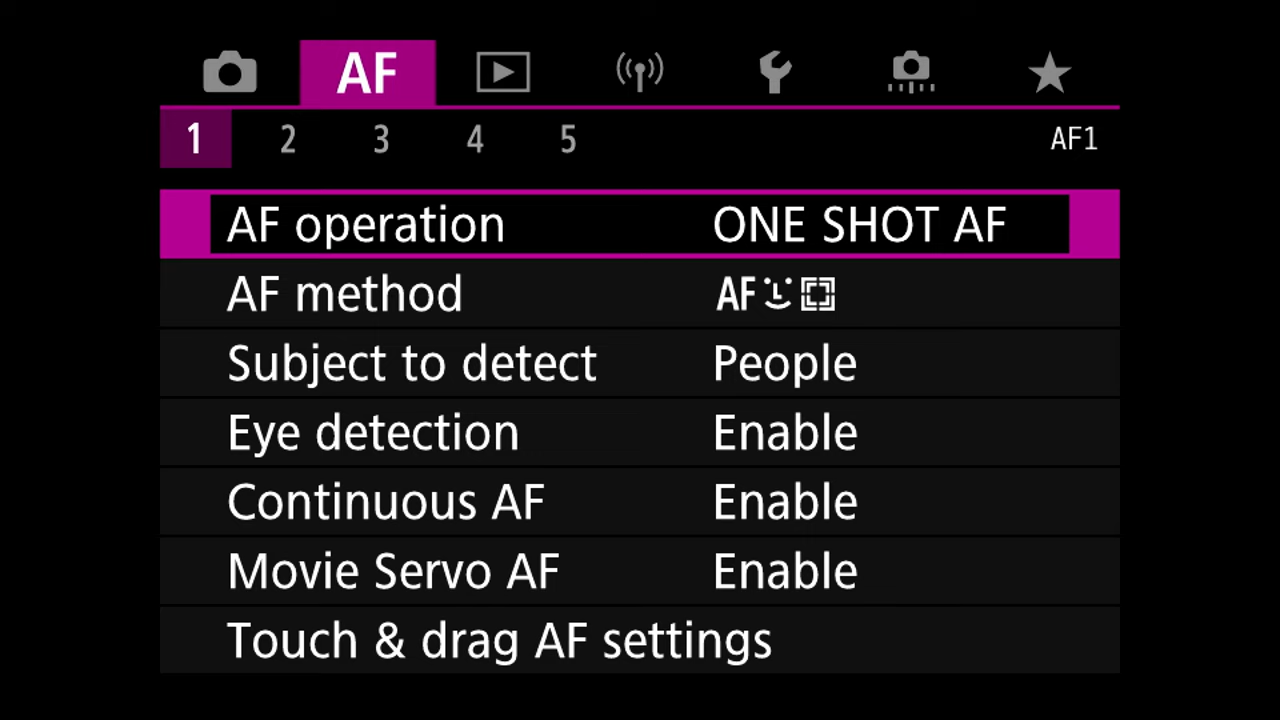 AF
1 2 3 4 5 AF1
AF operation ONE SHOT AF
AF method AF
Subject to detect People
Eye detection Enable
Continuous AF Enable
Movie Servo AF Enable
Touch & drag AF settings